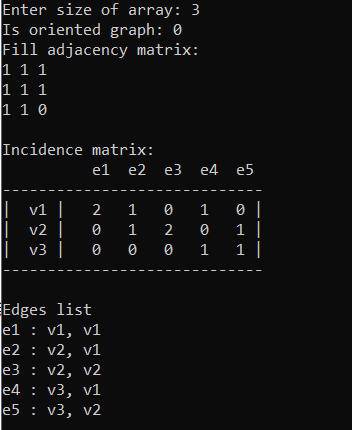 Enter size of array: 3
Is oriented graph: 0
Fill adjacency matrix:
1 1 1
1 1 1
1 1 0
Incidence matrix:
e1 e2 e3 e4 e5
-----------------------------
| v1 | 2 1 0 1 0 |
| v2 | 0 1 2 0 1 |
| v3 | 0 0 0 1 1 |
-----------------------------
Edges list
e1 : v1, v1
e2 : v2, v1
e3 : v2, v2
e4 : v3, v1
e5 : v3, v2